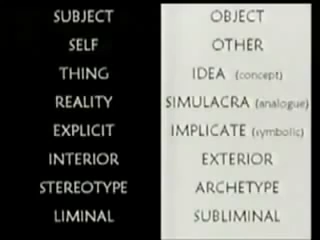 SUBJECT OBJECT
SELF OTHER
THING IDEA (concept)
REALITY SIMULACRA (analogue)
EXPLICIT IMPLICATE (symbolic)
INTERIOR EXTERIOR
STEREOTYPE ARCHETYPE
LIMINAL SUBLIMINAL